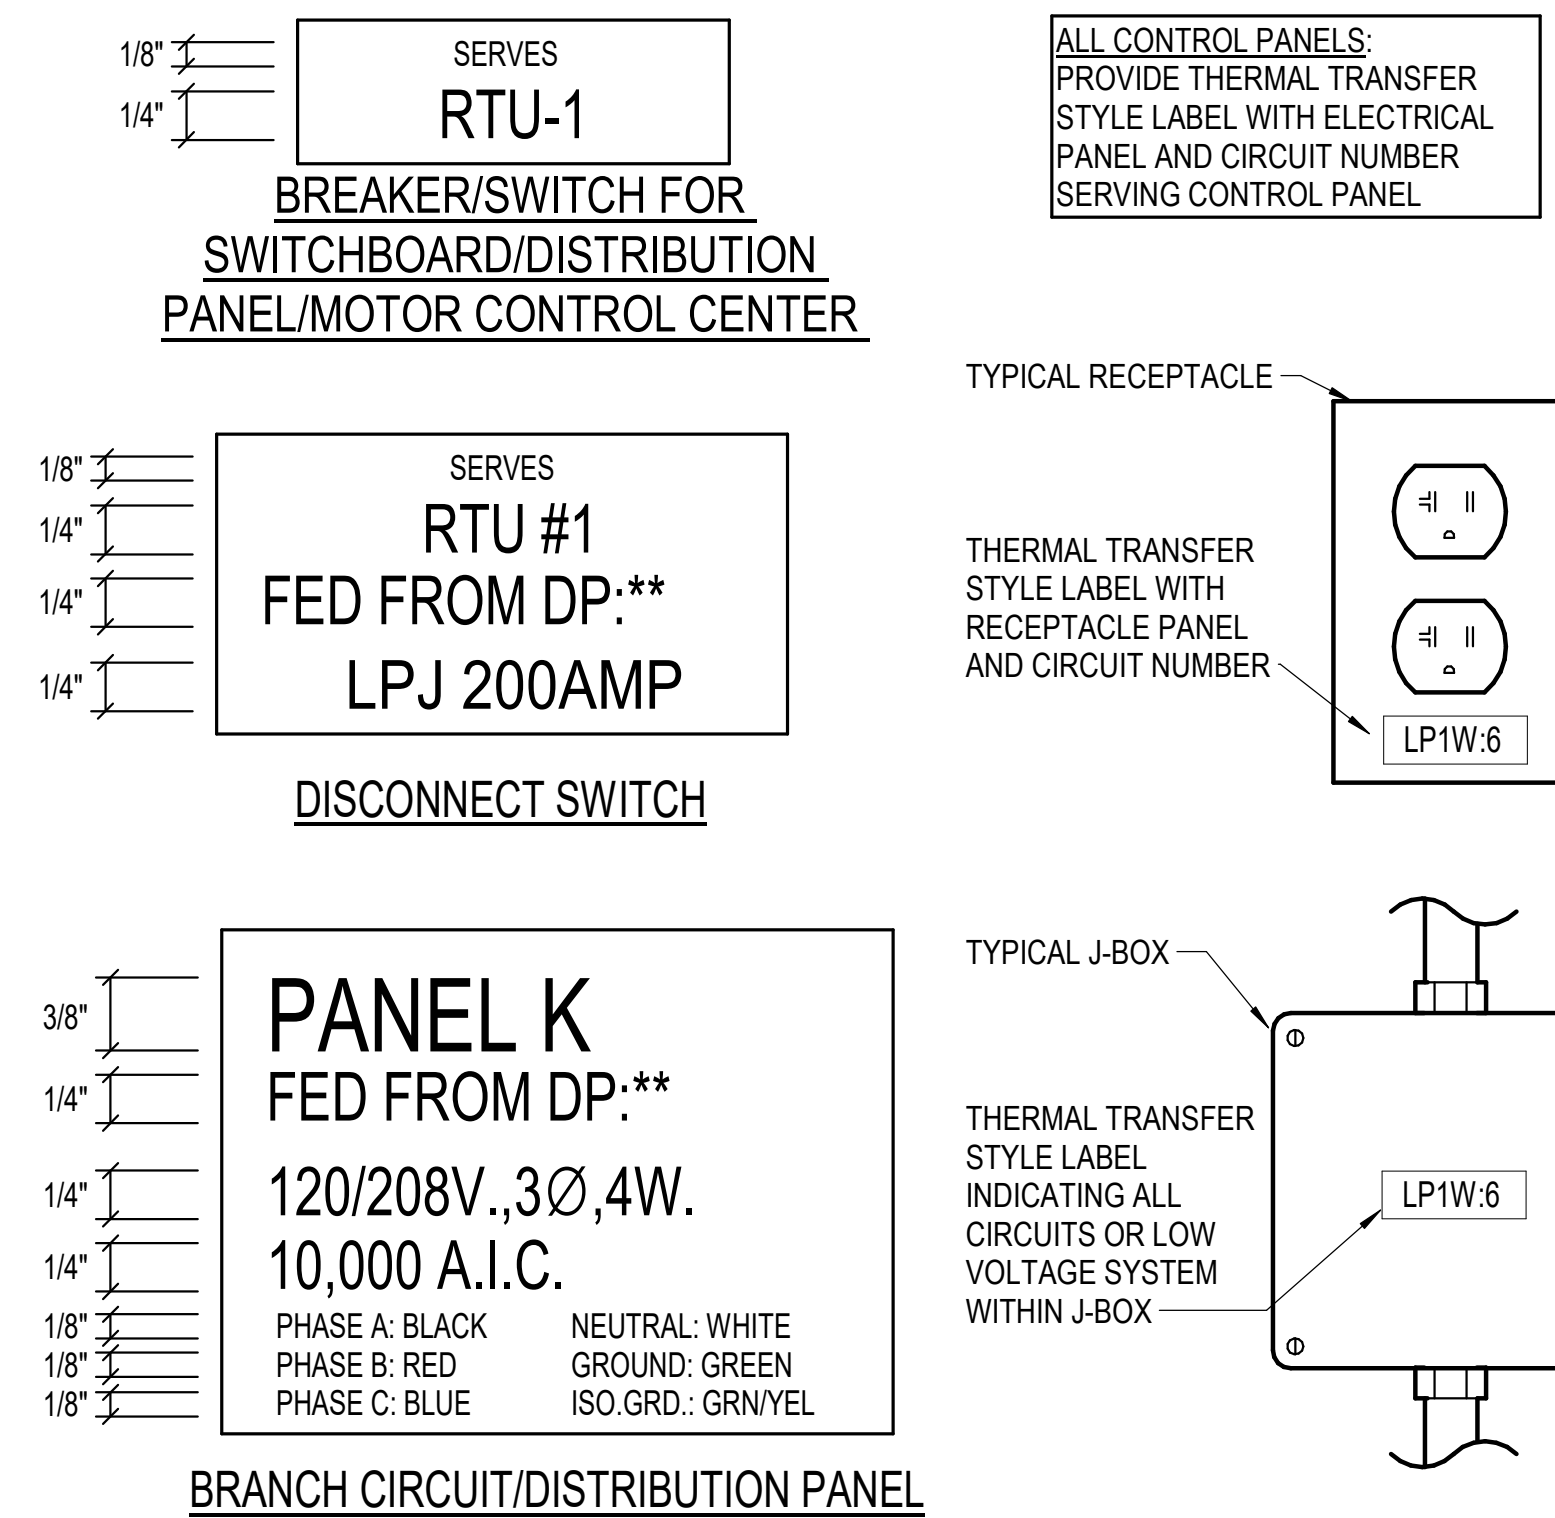 1/8"
1/4"
SERVES
RTU-1
BREAKER/SWITCH FOR
SWITCHBOARD/DISTRIBUTION
PANEL/MOTOR CONTROL CENTER
ALL CONTROL PANELS:
PROVIDE THERMAL TRANSFER
STYLE LABEL WITH ELECTRICAL
PANEL AND CIRCUIT NUMBER
SERVING CONTROL PANEL
1/8"
1/4"
1/4"
1/4"
SERVES
RTU #1
FED FROM DP:**
LPJ 200AMP
DISCONNECT SWITCH
TYPICAL RECEPTACLE
THERMAL TRANSFER
STYLE LABEL WITH
RECEPTACLE PANEL
AND CIRCUIT NUMBER
LP1W:6
3/8"
1/4"
1/4"
1/4"
1/8"
1/8"
1/8"
PANEL K
FED FROM DP:**
120/208V.,3Ø,4W.
10,000 A.I.C.
PHASE A: BLACK NEUTRAL: WHITE
PHASE B: RED GROUND: GREEN
PHASE C: BLUE ISO.GRD.: GRN/YEL
BRANCH CIRCUIT/DISTRIBUTION PANEL
TYPICAL J-BOX
THERMAL TRANSFER
STYLE LABEL
INDICATING ALL
CIRCUITS OR LOW
VOLTAGE SYSTEM
WITHIN J-BOX
LP1W:6